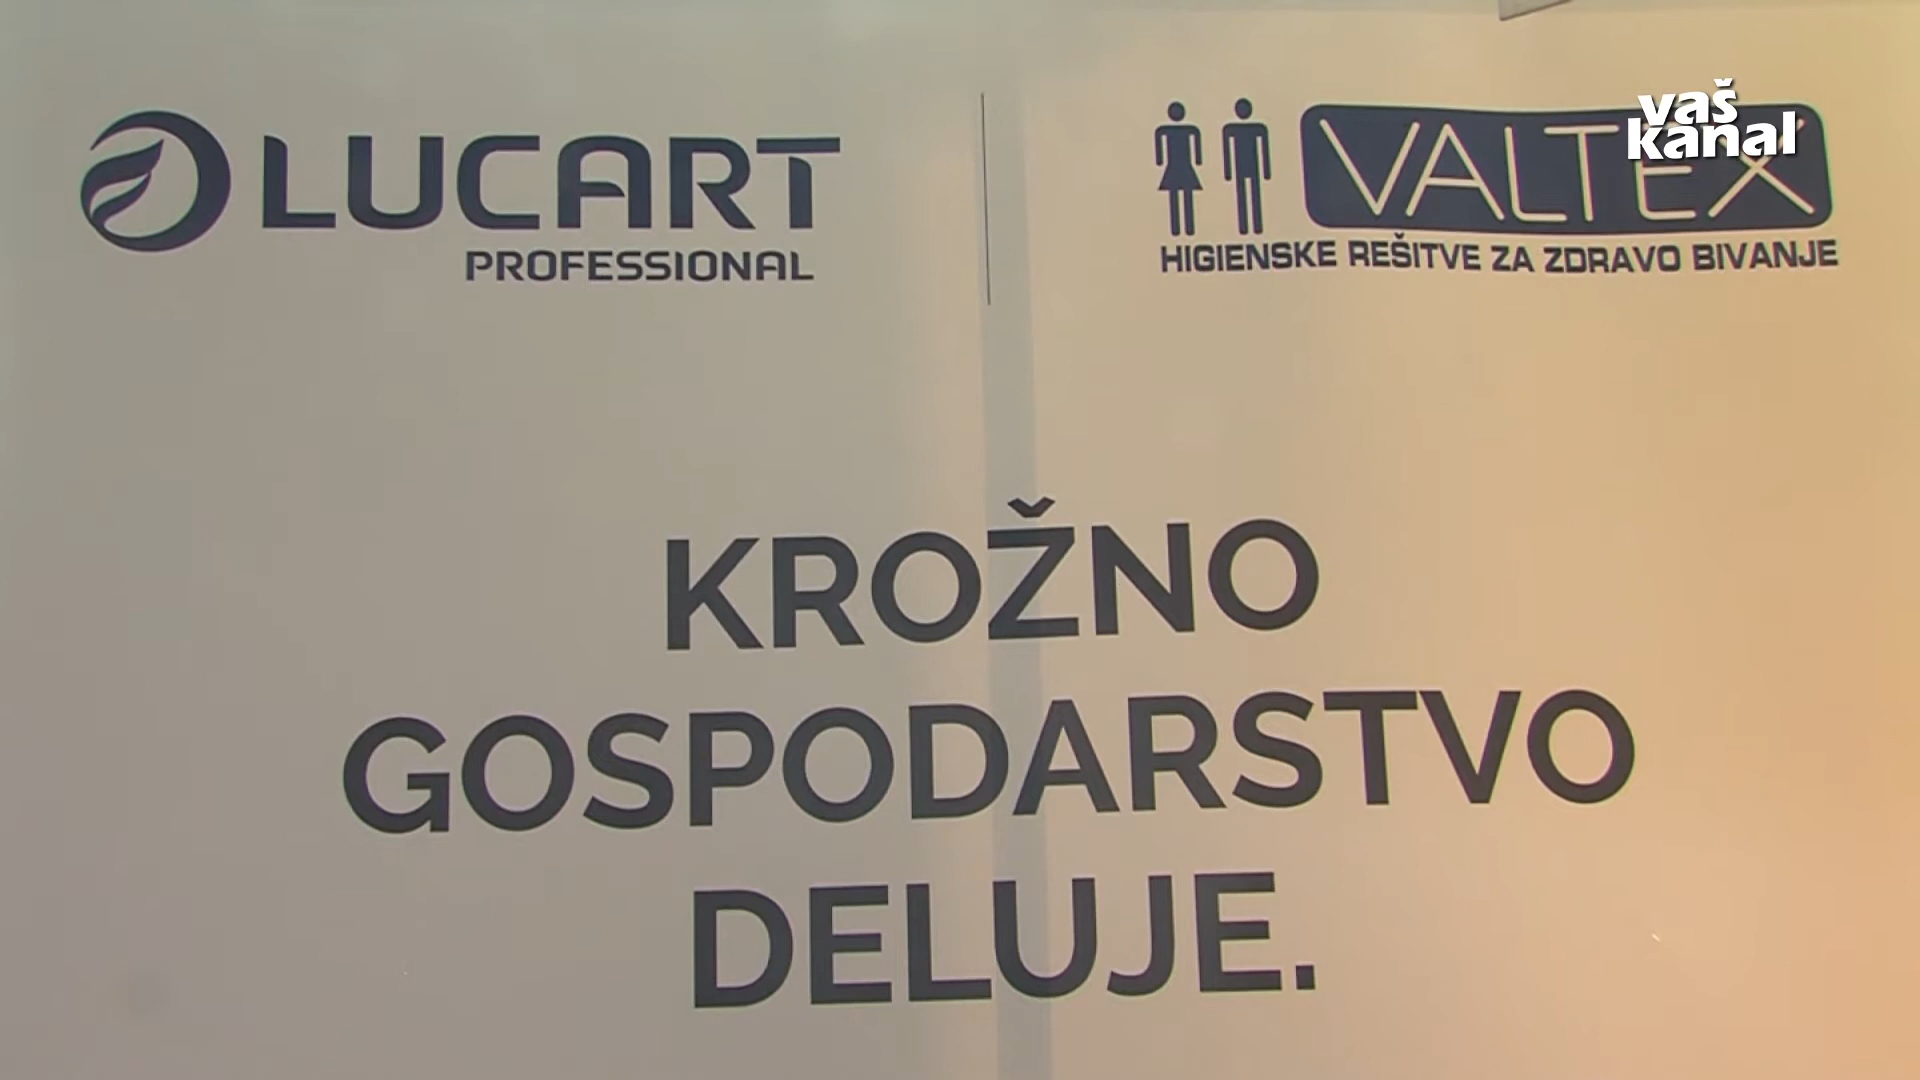 LUCART
PROFESSIONAL
VALTEX
HIGIENSKE REŠITVE ZA ZDRAVO BIVANJE
vaš
kanal
KROŽNO
GOSPODARSTVO
DELUJE.